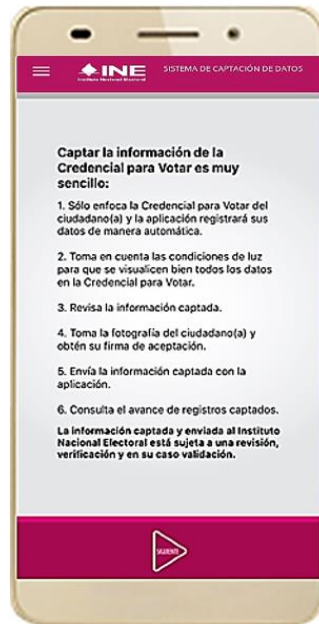 INE
Instituto Nacional Electoral
SISTEMA DE CAPTACIÓN DE DATOS
Captar la información de la
Credencial para Votar es muy
sencillo:
1. Sólo enfoca la Credencial para Votar del
ciudadano(a) y la aplicación registrará sus
datos de manera automática.
2. Toma en cuenta las condiciones de luz
para que se visualicen bien todos los datos
en la Credencial para Votar.
3. Revisa la información captada.
4. Toma la fotografía del ciudadano(a) y
obtén su firma de aceptación.
5. Envía la información captada con la
aplicación.
6. Consulta el avance de registros captados.
La información captada y enviada al Instituto
Nacional Electoral está sujeta a una revisión,
verificación y en su caso validación.
SIGUIENTE